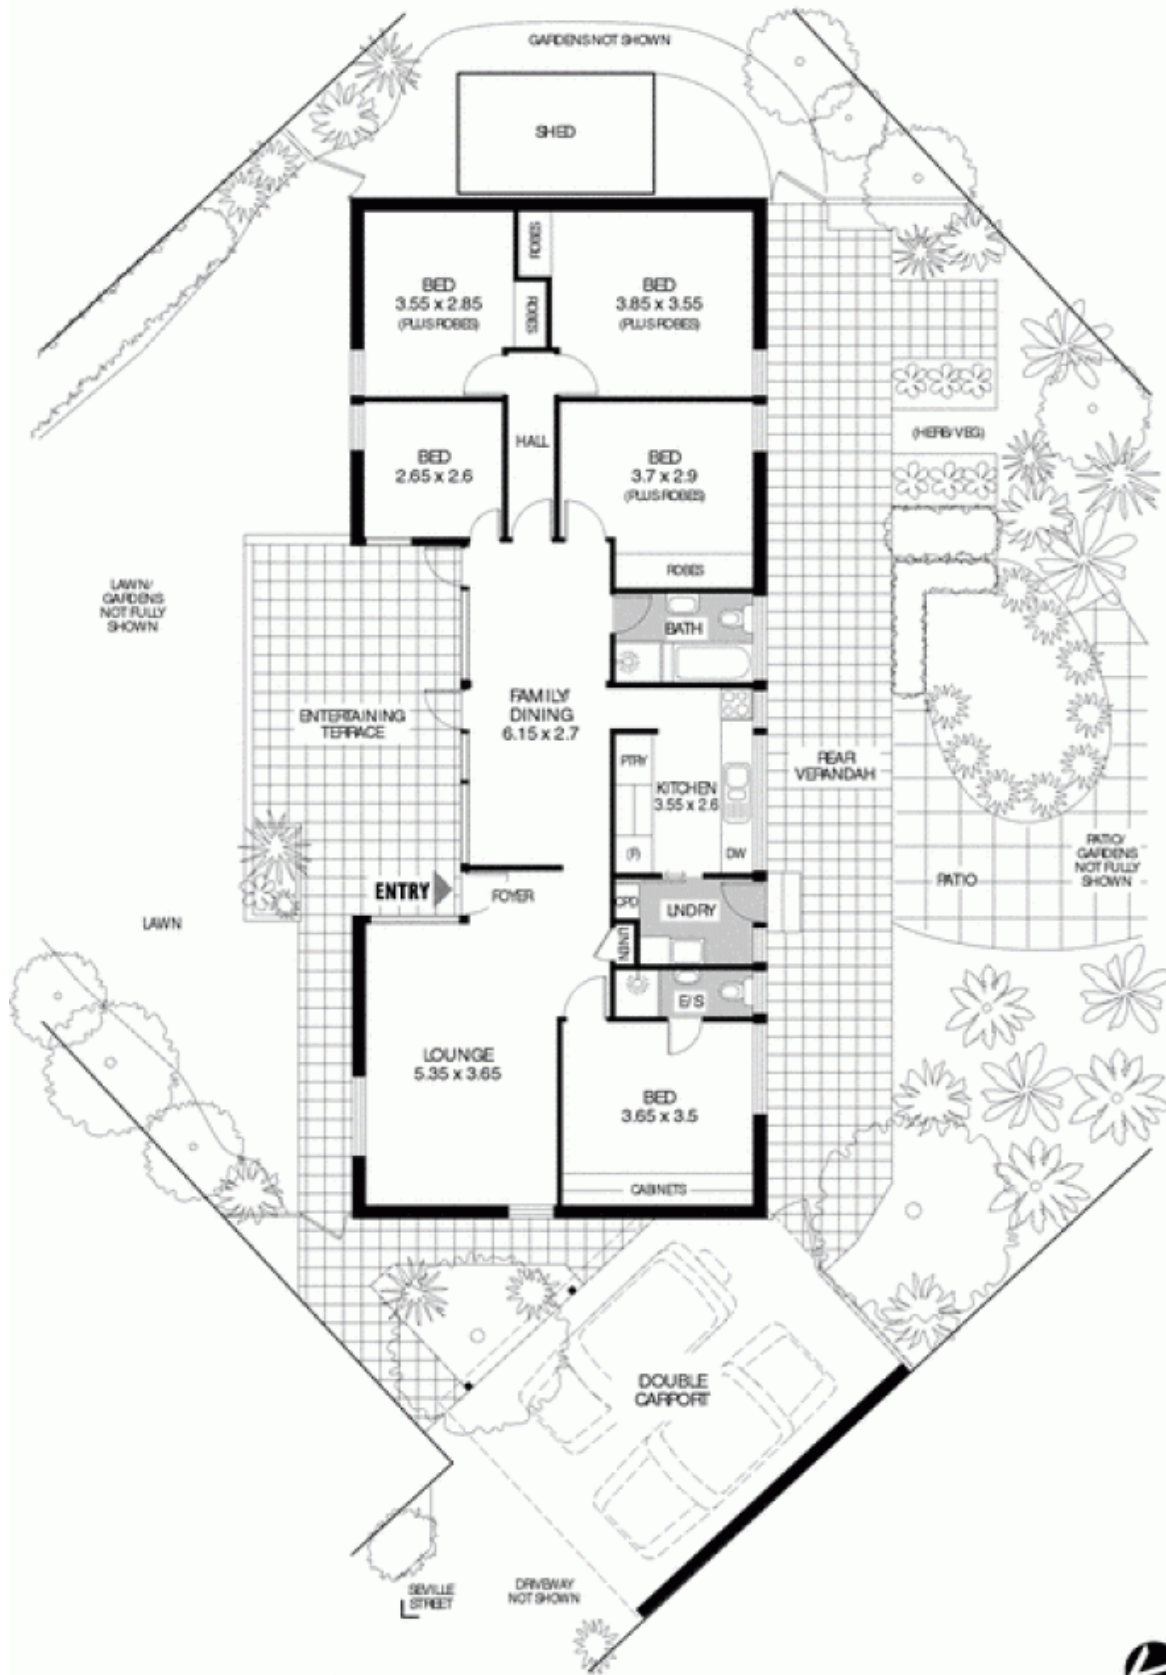 GARDENS NOT SHOWN
SHED
ROBES
BED
3.55 x 2.85
(PLUS ROBES)
ROBES
BED
3.85 x 3.55
(PLUS ROBES)
HALL
BED
2.65 x 2.6
BED
3.7 x 2.9
(PLUS ROBES)
ROBES
(HERB/VEG)
LAWN/
GARDENS
NOT FULLY
SHOWN
BATH
ENTERTAINING
TERRACE
FAMILY/
DINING
6.15 x 2.7
PTRY
KITCHEN
3.55 x 2.6
(F)
DW
REAR
VERANDAH
PATIO
PATIO/
GARDENS
NOT FULLY
SHOWN
ENTRY
FOYER
CPD
LNDRY
LINEN
LAWN
E/S
LOUNGE
5.35 x 3.65
BED
3.65 x 3.5
CABINETS
DOUBLE
CARPORT
SEVILLE
STREET
DRIVEWAY
NOT SHOWN